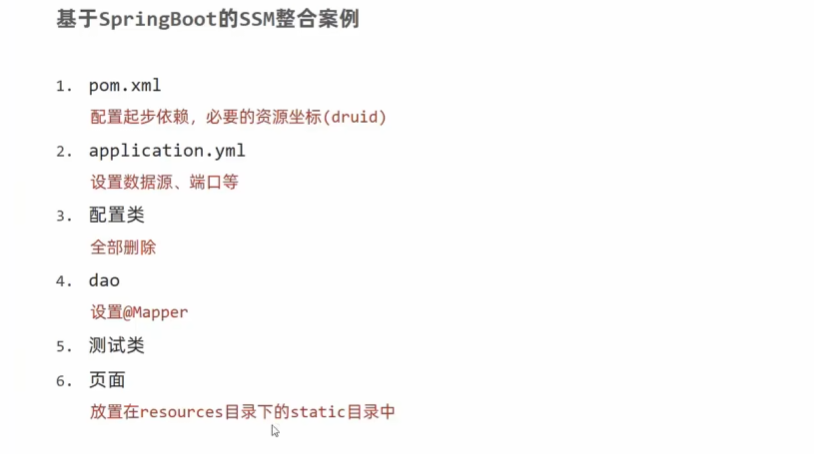 基于SpringBoot的SSM整合案例
1. pom.xml
配置起步依赖，必要的资源坐标(druid)
2. application.yml
设置数据源、端口等
3. 配置类
全部删除
4. dao
设置@Mapper
5. 测试类
6. 页面
放置在resources目录下的static目录中